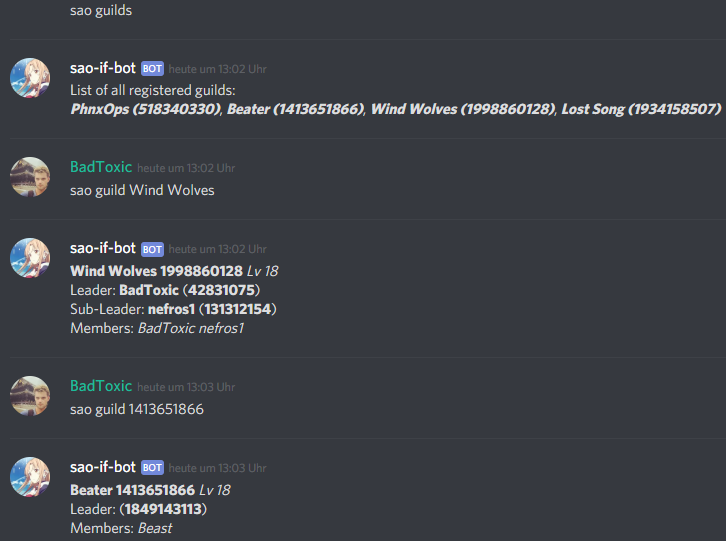 sao guilds
sao-if-bot BOT heute um 13:02 Uhr
List of all registered guilds:
PhnxOps (518340330), Beater (1413651866), Wind Wolves (1998860128), Lost Song (1934158507)
BadToxic heute um 13:02 Uhr
sao guild Wind Wolves
sao-if-bot BOT heute um 13:02 Uhr
Wind Wolves 1998860128 Lv 18
Leader: BadToxic (42831075)
Sub-Leader: nefros1 (131312154)
Members: BadToxic nefros1
BadToxic heute um 13:03 Uhr
sao guild 1413651866
sao-if-bot BOT heute um 13:03 Uhr
Beater 1413651866 Lv 18
Leader: (1849143113)
Members: Beast